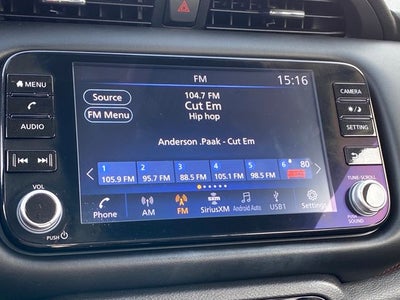 FM
15:16
MENU
CAMERA
AUDIO
SETTING
Source
104.7 FM
Cut Em
Hip hop
FM Menu
Anderson .Paak - Cut Em
1 2 3 4 5 6 80
105.9 FM 95.7 FM 88.5 FM 105.1 FM 98.5 FM
VOL
PUSH
TUNE·SCROLL
PUSH SOUND
Phone AM FM SiriusXM Android Auto USB1 Settings